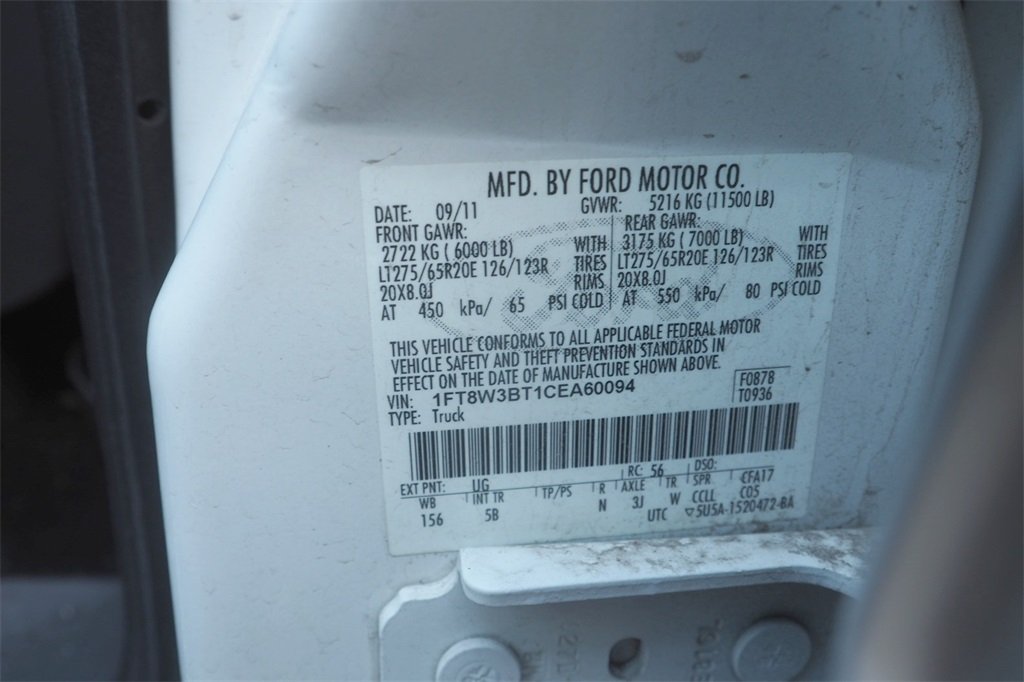 MFD. BY FORD MOTOR CO.
DATE: 09/11 GVWR: 5216 KG (11500 LB)
FRONT GAWR: REAR GAWR:
2722 KG ( 6000 LB) WITH 3175 KG ( 7000 LB) WITH
LT275/65R20E 126/123R TIRES LT275/65R20E 126/123R TIRES
20X8.0J RIMS 20X8.0J RIMS
AT 450 kPa/ 65 PSI COLD AT 550 kPa/ 80 PSI COLD
Ford
THIS VEHICLE CONFORMS TO ALL APPLICABLE FEDERAL MOTOR
VEHICLE SAFETY AND THEFT PREVENTION STANDARDS IN
EFFECT ON THE DATE OF MANUFACTURE SHOWN ABOVE.
VIN: 1FT8W3BT1CEA60094 F0878
TYPE: Truck T0936
EXT PNT: UG RC: 56 DSO:
WB INT TR TP/PS R AXLE TR SPR CFA17
156 5B N 3J W CCLL C05
UTC ▽5U5A-1520472-BA